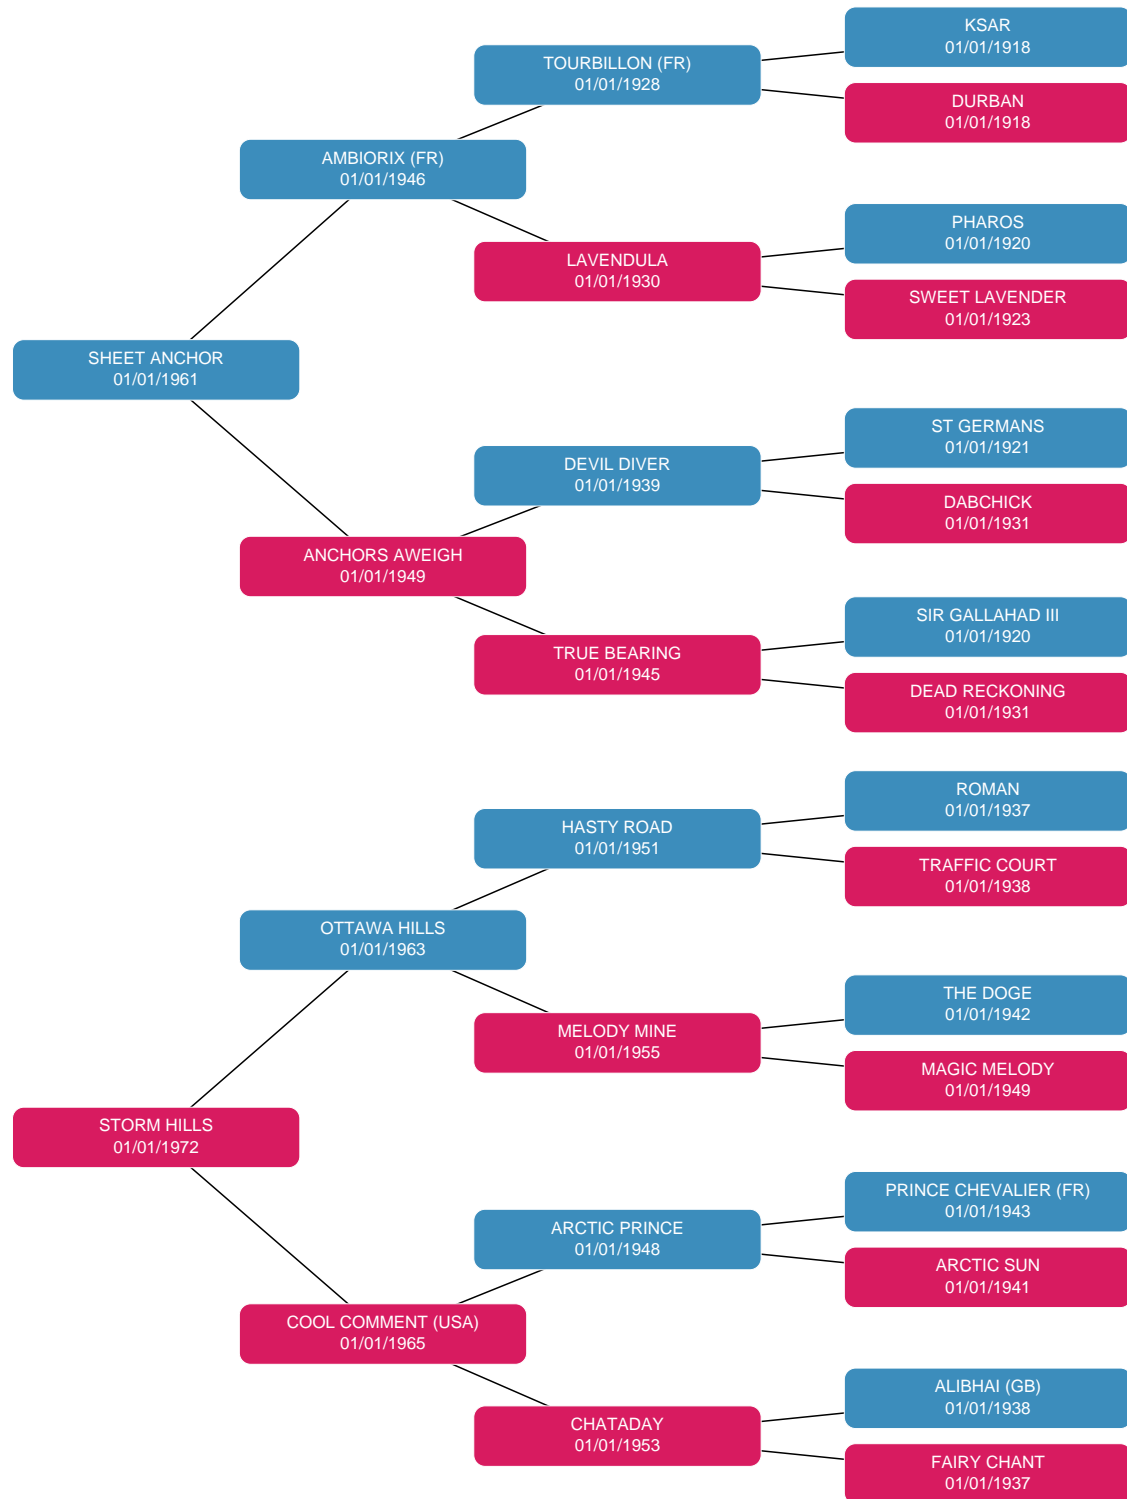 KSAR
01/01/1918
TOURBILLON (FR)
01/01/1928
DURBAN
01/01/1918
AMBIORIX (FR)
01/01/1946
PHAROS
01/01/1920
LAVENDULA
01/01/1930
SWEET LAVENDER
01/01/1923
SHEET ANCHOR
01/01/1961
ST GERMANS
01/01/1921
DEVIL DIVER
01/01/1939
DABCHICK
01/01/1931
ANCHORS AWEIGH
01/01/1949
SIR GALLAHAD III
01/01/1920
TRUE BEARING
01/01/1945
DEAD RECKONING
01/01/1931
ROMAN
01/01/1937
HASTY ROAD
01/01/1951
TRAFFIC COURT
01/01/1938
OTTAWA HILLS
01/01/1963
THE DOGE
01/01/1942
MELODY MINE
01/01/1955
MAGIC MELODY
01/01/1949
STORM HILLS
01/01/1972
PRINCE CHEVALIER (FR)
01/01/1943
ARCTIC PRINCE
01/01/1948
ARCTIC SUN
01/01/1941
COOL COMMENT (USA)
01/01/1965
ALIBHAI (GB)
01/01/1938
CHATADAY
01/01/1953
FAIRY CHANT
01/01/1937